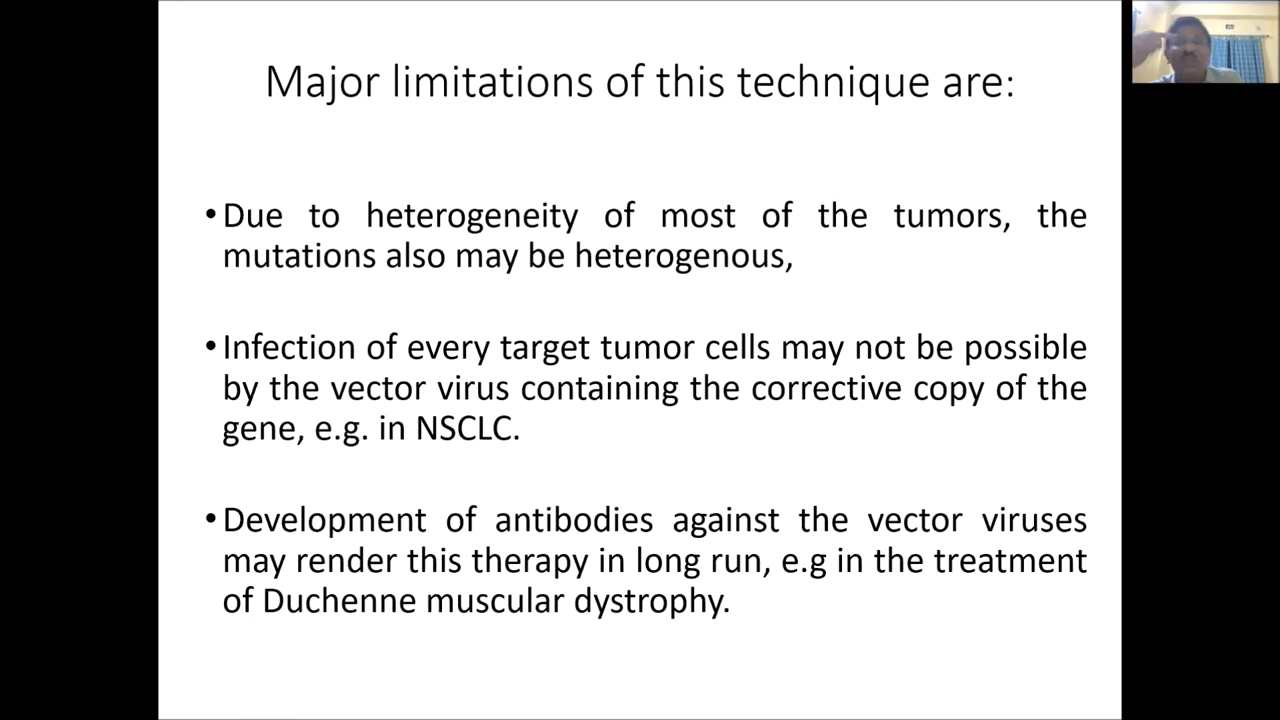 Major limitations of this technique are:
• Due to heterogeneity of most of the tumors, the
mutations also may be heterogenous,
• Infection of every target tumor cells may not be possible
by the vector virus containing the corrective copy of the
gene, e.g. in NSCLC.
• Development of antibodies against the vector viruses
may render this therapy in long run, e.g in the treatment
of Duchenne muscular dystrophy.